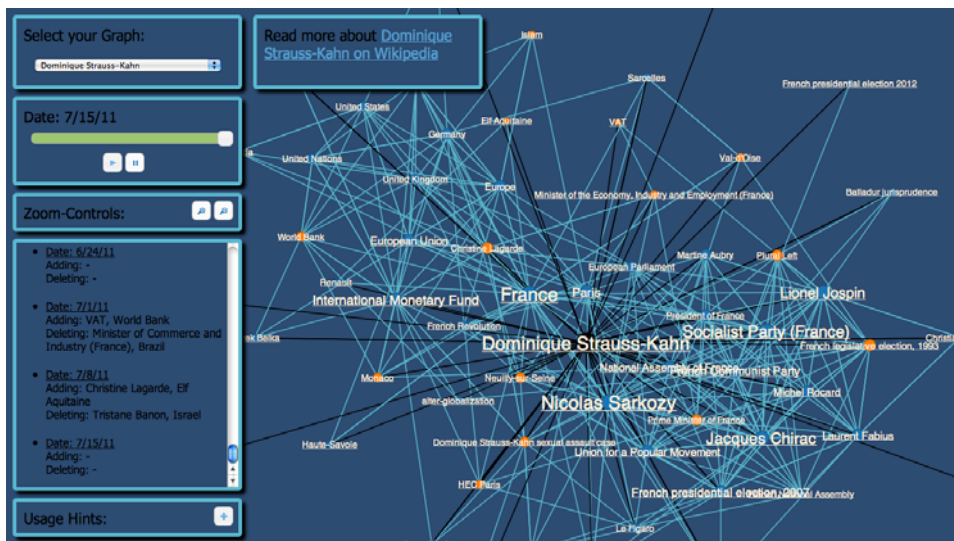 Select your Graph:
Dominique Strauss-Kahn
Read more about Dominique
Strauss-Kahn on Wikipedia
Date: 7/15/11
Zoom-Controls:
Date: 6/24/11
Adding: -
Deleting: -
Date: 7/1/11
Adding: VAT, World Bank
Deleting: Minister of Commerce and
Industry (France), Brazil
Date: 7/8/11
Adding: Christine Lagarde, Elf
Aquitaine
Deleting: Tristane Banon, Israel
Date: 7/15/11
Adding: -
Deleting: -
Usage Hints:
Islam
Sarcelles
French presidential election 2012
United States
Elf Aquitaine
VAT
Germany
United Nations
Val-d'Oise
United Kingdom
Europe
Minister of the Economy, Industry and Employment (France)
Balladur jurisprudence
World Bank
European Union
Christine Lagarde
Martine Aubry
Plural Left
European Parliament
Renault
International Monetary Fund
France
Paris
Lionel Jospin
President of France
French Revolution
Socialist Party (France)
Dominique Strauss-Kahn
French legislative election, 1993
National Assembly of France
French Communist Party
Monaco
Neuilly-sur-Seine
Michel Rocard
alter-globalization
Nicolas Sarkozy
Prime Minister of France
Haute-Savoie
Dominique Strauss-Kahn sexual assault case
Jacques Chirac
Laurent Fabius
Union for a Popular Movement
HEC Paris
French presidential election, 2007
Assembly
Le Figaro